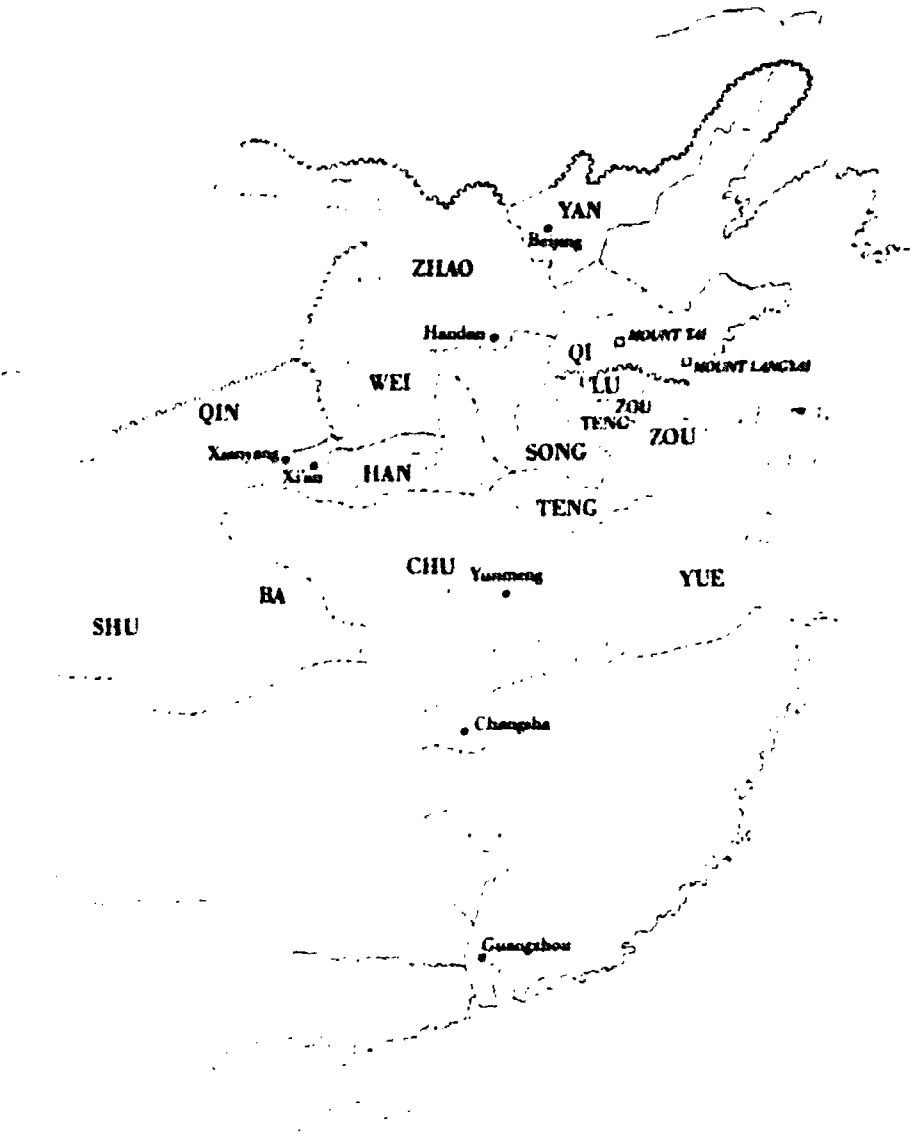 YAN
Beijing
ZHAO
Handan
MOUNT TAI
QI
MOUNT LANGYAI
LU
WEI
ZOU
QIN
TENG
ZOU
SONG
Xianyang
Xi'an
HAN
TENG
CHU
Yunmeng
YUE
BA
SHU
Changsha
Guangzhou